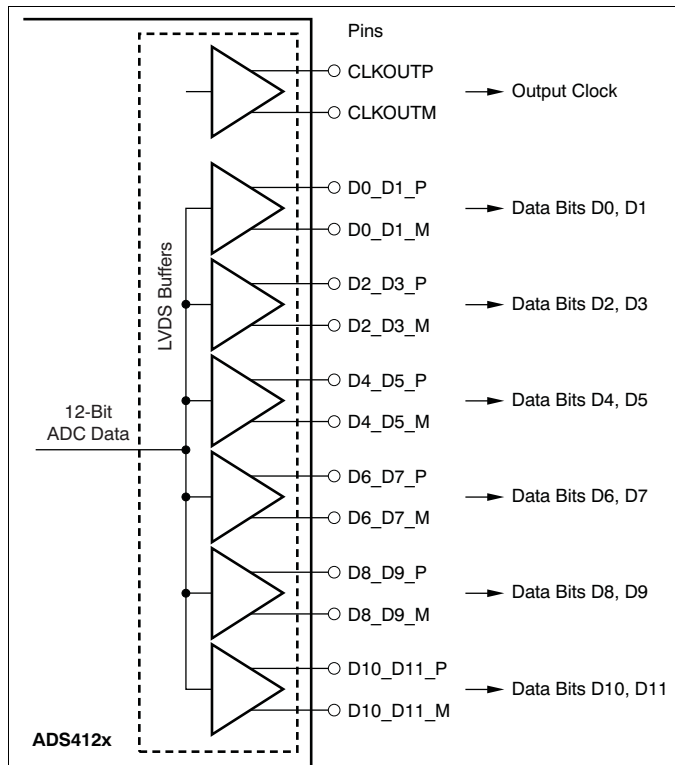 Pins
CLKOUTP
CLKOUTM
Output Clock
D0_D1_P
D0_D1_M
Data Bits D0, D1
D2_D3_P
D2_D3_M
Data Bits D2, D3
D4_D5_P
D4_D5_M
Data Bits D4, D5
D6_D7_P
D6_D7_M
Data Bits D6, D7
D8_D9_P
D8_D9_M
Data Bits D8, D9
D10_D11_P
D10_D11_M
Data Bits D10, D11
LVDS Buffers
12-Bit
ADC Data
ADS412x